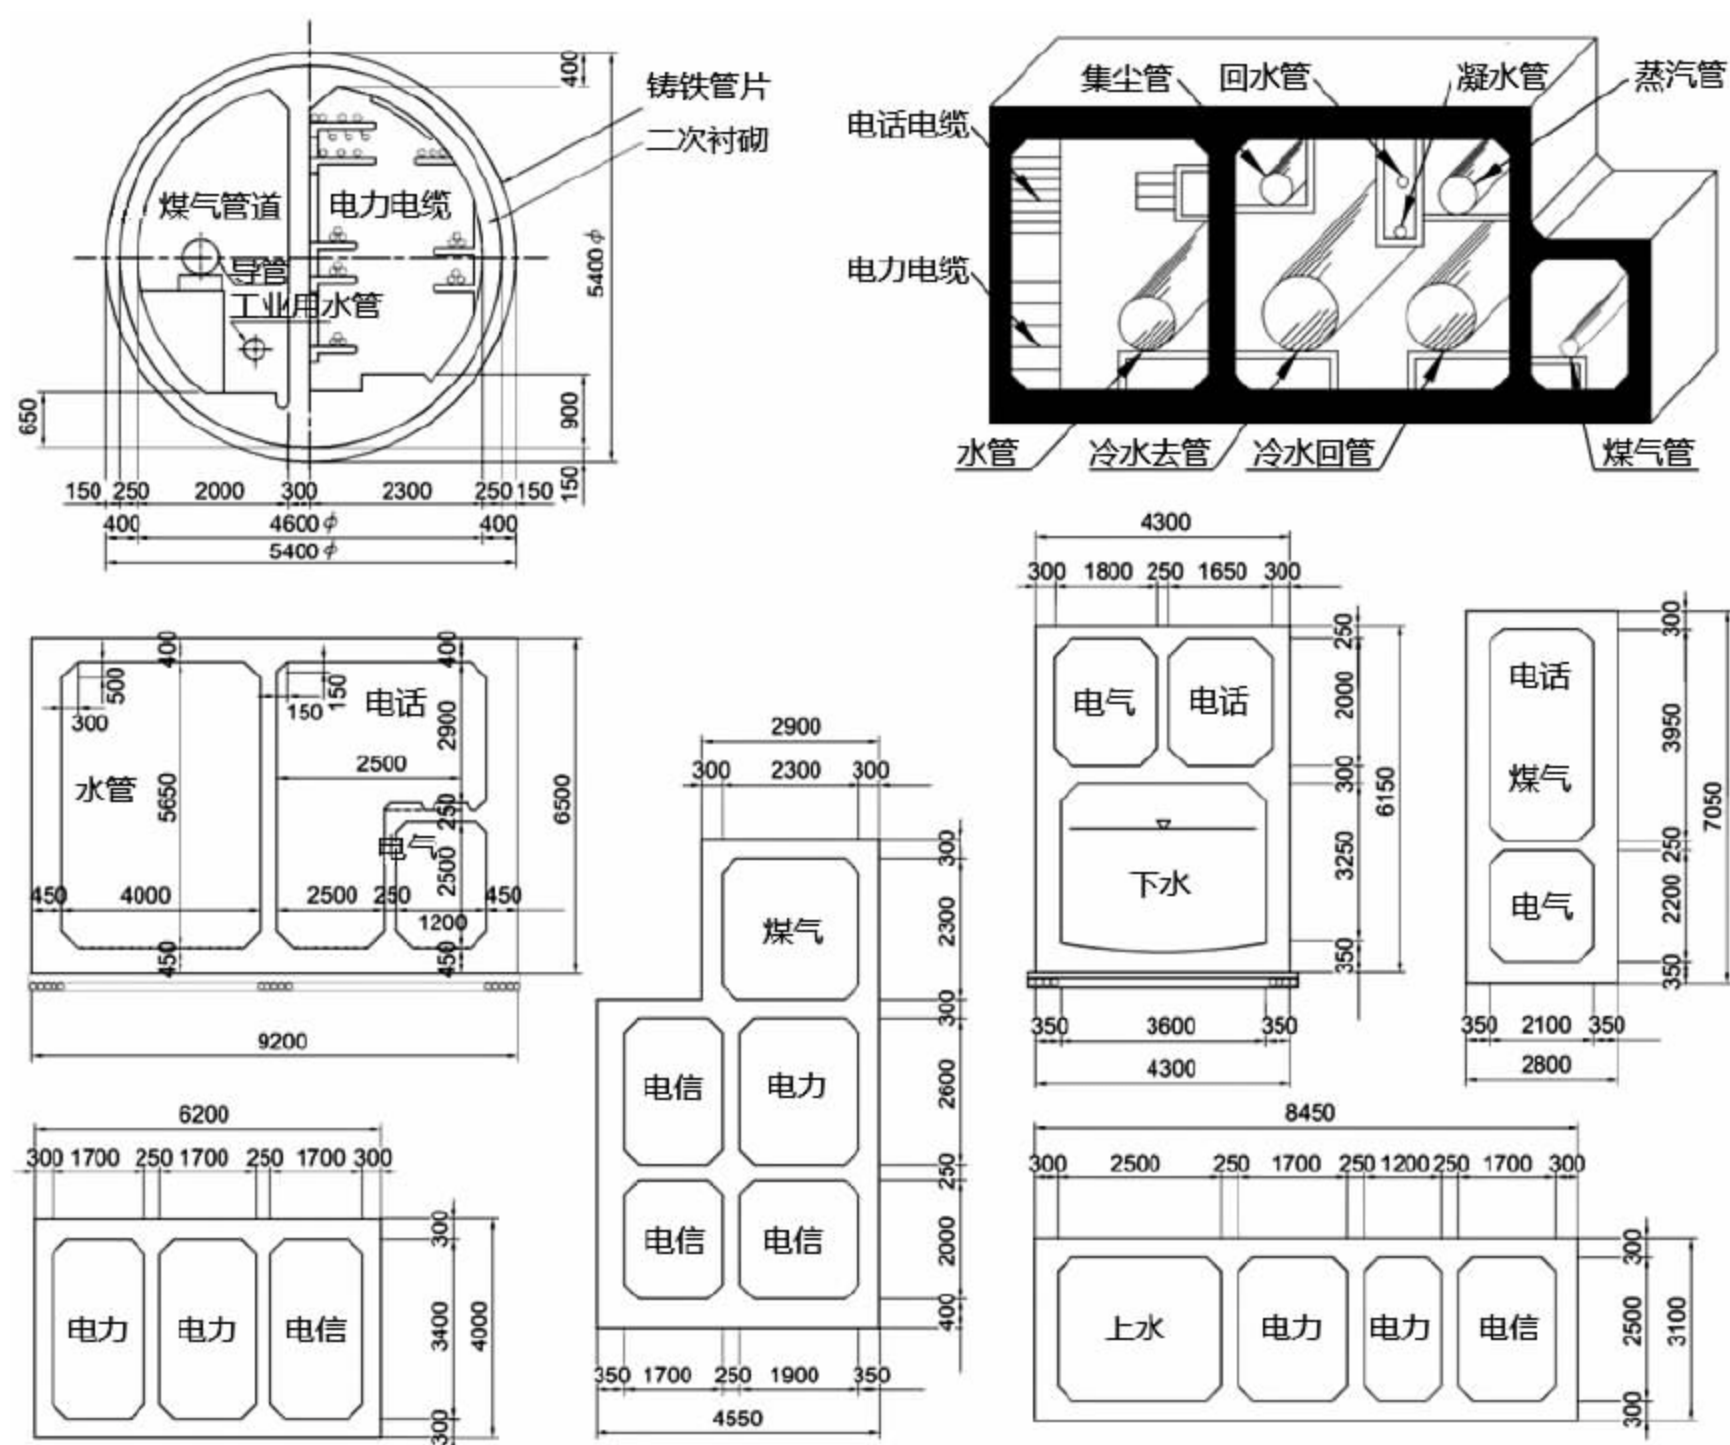 400
铸铁管片
二次衬砌
煤气管道
电力电缆
导管
工业用水管
5400ϕ
650
900
150
150 250 2000 300 2300 250 150
400 4600ϕ 400
5400ϕ
集尘管 回水管 凝水管 蒸汽管
电话电缆
电力电缆
水管 冷水去管 冷水回管 煤气管
400
500
300
150
150
400
电话
2900
2500
水管
5650
250
电气
2500
6500
450 4000 2500 250 450
1200
450
450
9200
2900
300 2300 300
300
煤气
2300
300
电信 电力
2600
250
电信 电信
2000
400
350 1700 250 1900 350
4550
4300
300 1800 250 1650 300
250
电气 电话
2000
300
6150
下水
3250
350
350 3600 350
4300
300
电话
3950
煤气
7050
250
电气
2200
350
350 2100 350
2800
6200
300 1700 250 1700 250 1700 300
300
电力 电力 电信
3400
4000
300
8450
300 2500 250 1700 250 1200 250 1700 300
300
上水 电力 电力 电信
2500
3100
300